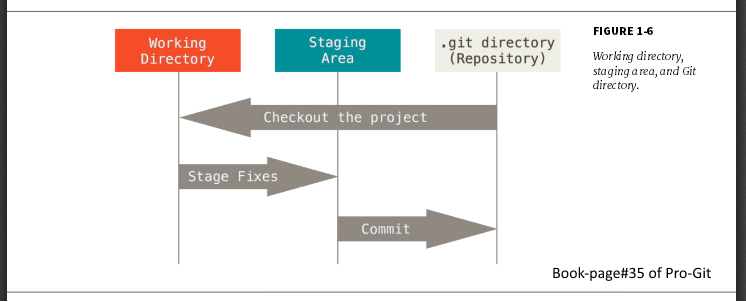 Working
Directory
Staging
Area
.git directory
(Repository)
FIGURE 1-6
Working directory,
staging area, and Git
directory.
Checkout the project
Stage Fixes
Commit
Book-page#35 of Pro-Git